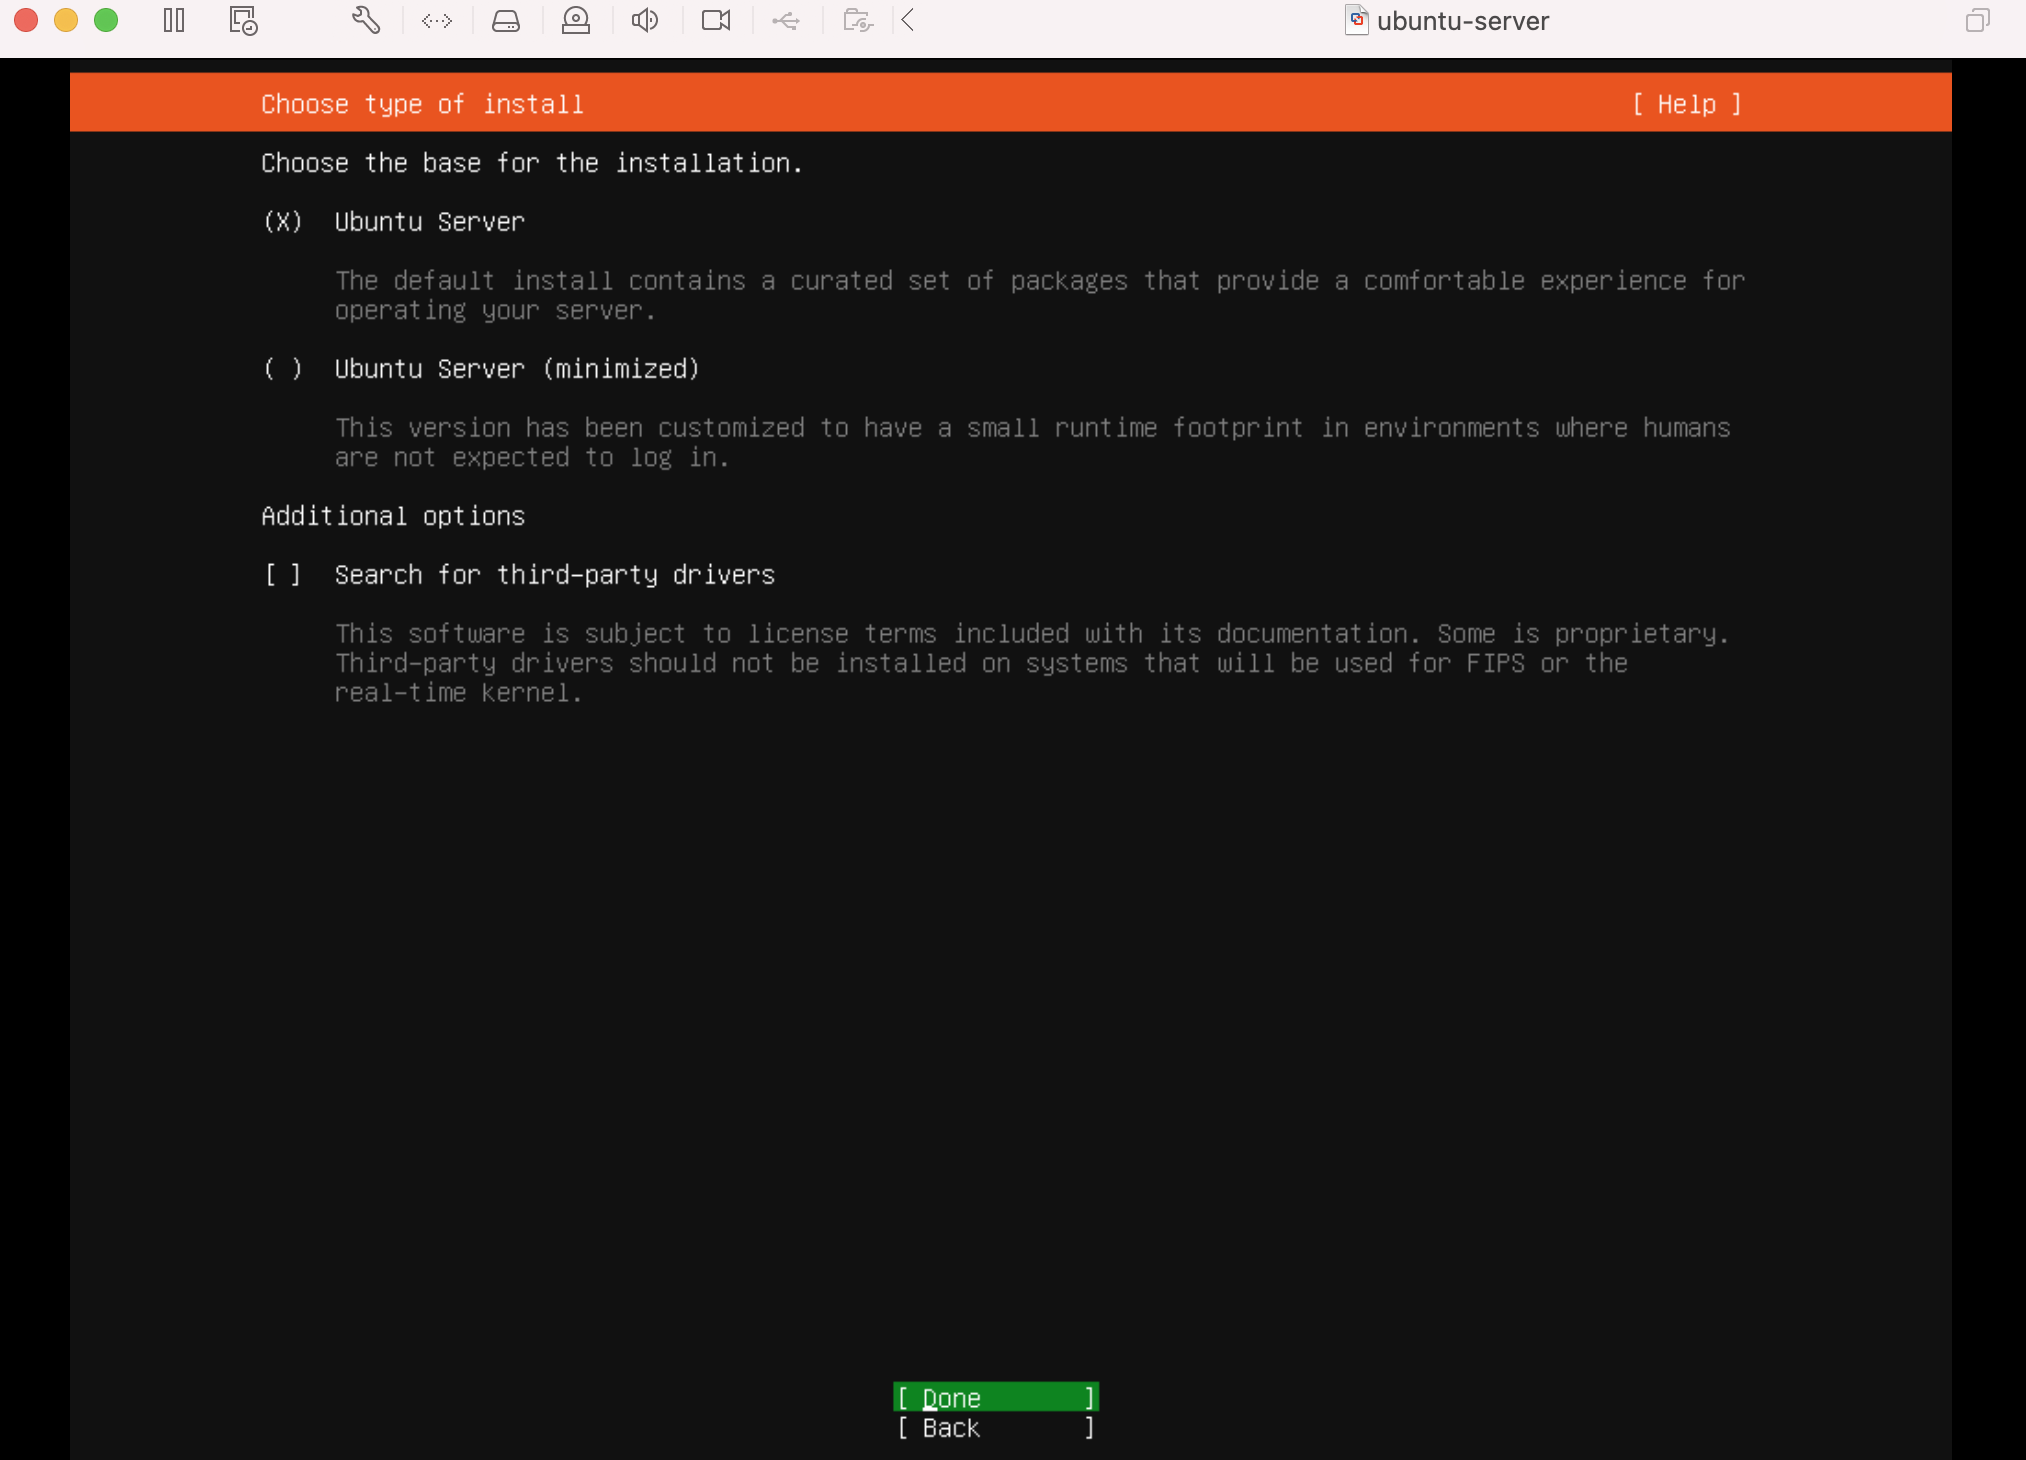 ubuntu-server
Choose type of install [ Help ]
Choose the base for the installation.
(X) Ubuntu Server
The default install contains a curated set of packages that provide a comfortable experience for
operating your server.
( ) Ubuntu Server (minimized)
This version has been customized to have a small runtime footprint in environments where humans
are not expected to log in.
Additional options
[ ] Search for third-party drivers
This software is subject to license terms included with its documentation. Some is proprietary.
Third-party drivers should not be installed on systems that will be used for FIPS or the
real-time kernel.
[ Done ]
[ Back ]